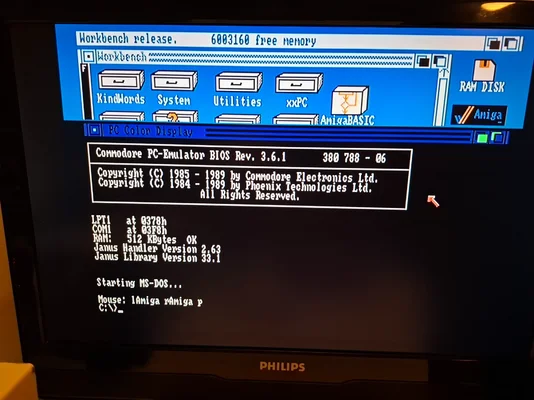 Workbench release. 6003160 free memory
Workbench
KindWords System Utilities xxPC AmigaBASIC
RAM DISK
Amiga
PC Color Display
Commodore PC-Emulator BIOS Rev. 3.6.1 380 788 - 06
Copyright (C) 1985 - 1989 by Commodore Electronics Ltd.
Copyright (C) 1984 - 1989 by Phoenix Technologies Ltd.
All Rights Reserved.
LPT1 at 0378h
COM1 at 03F8h
RAM: 512 KBytes OK
Janus Handler Version 2.63
Janus Library Version 33.1
Starting MS-DOS...
Mouse: lAmiga rAmiga p
C:\>_
PHILIPS